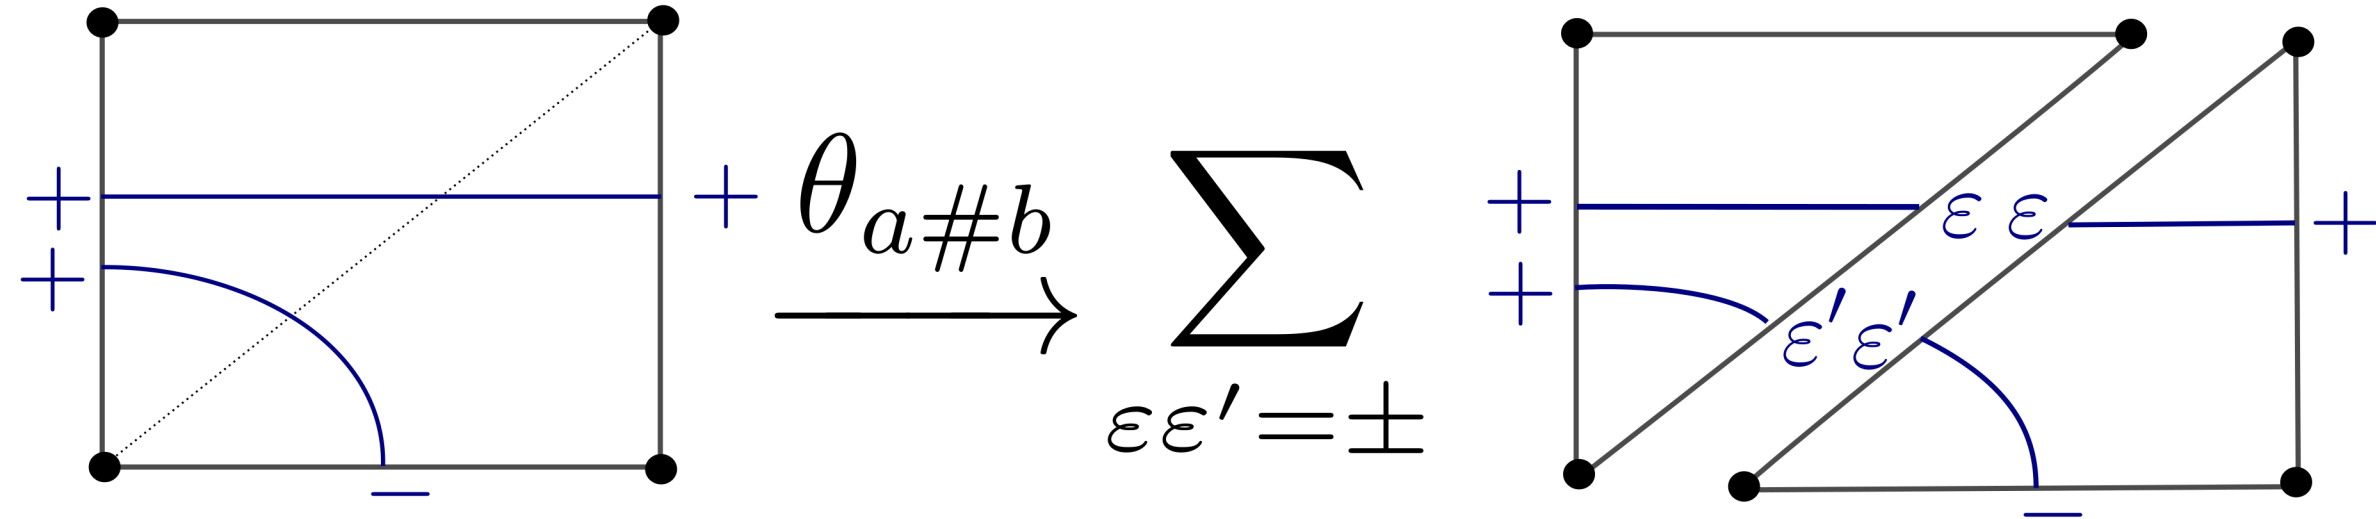 + + θ_{a#b} + ε ε +
+ + ε′ ε′
∑
εε′=±
− −